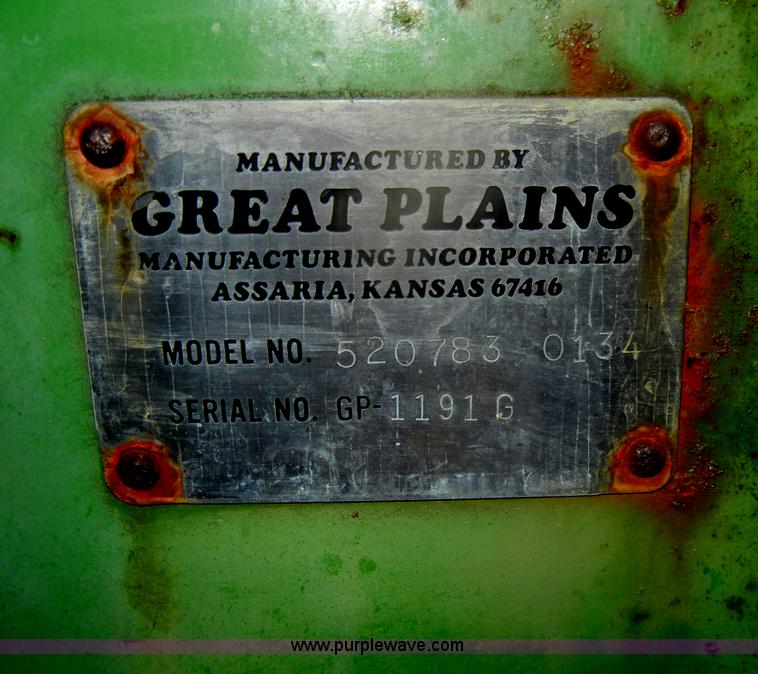 MANUFACTURED BY
GREAT PLAINS
MANUFACTURING INCORPORATED
ASSARIA, KANSAS 67416
MODEL NO. 520783 0134
SERIAL NO. GP-1191G
www.purplewave.com